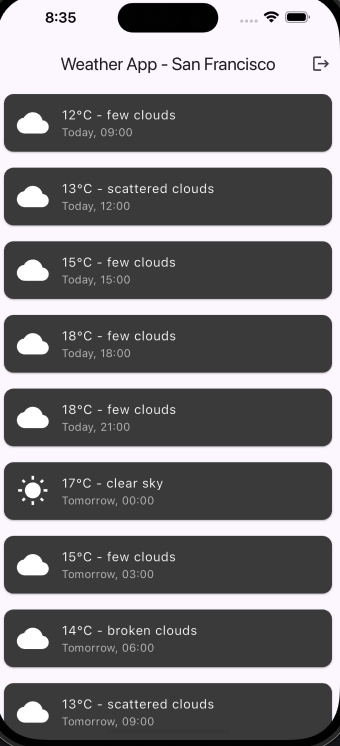 8:35
Weather App - San Francisco
12°C - few clouds
Today, 09:00
13°C - scattered clouds
Today, 12:00
15°C - few clouds
Today, 15:00
18°C - few clouds
Today, 18:00
18°C - few clouds
Today, 21:00
17°C - clear sky
Tomorrow, 00:00
15°C - few clouds
Tomorrow, 03:00
14°C - broken clouds
Tomorrow, 06:00
13°C - scattered clouds
Tomorrow, 09:00